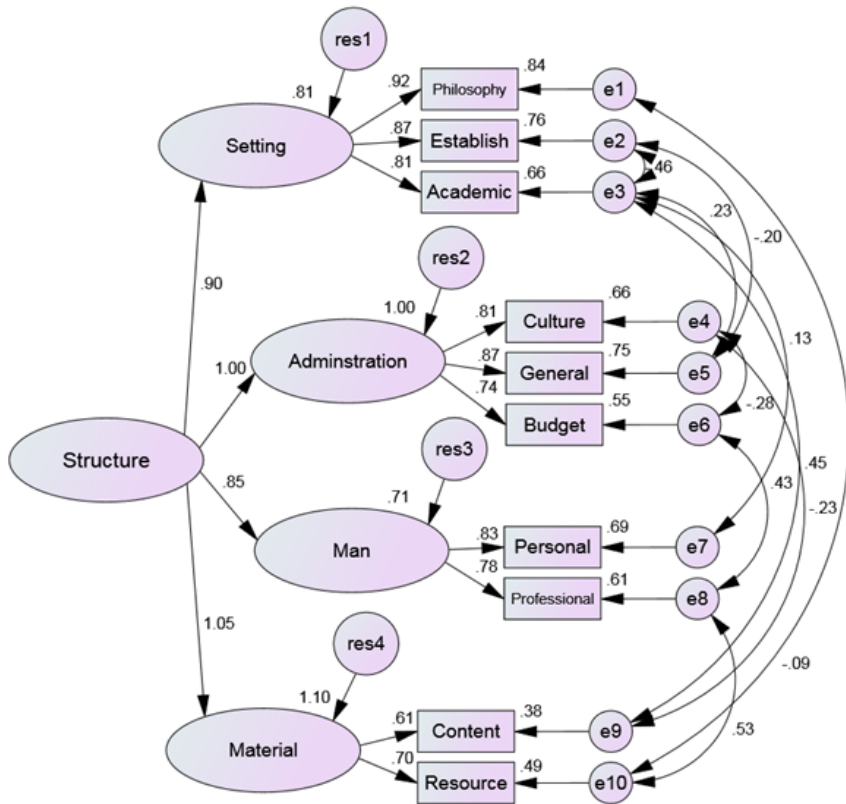 res1
.81
.92
Philosophy
.84
e1
Setting
.87
Establish
.76
e2
.46
.81
Academic
.66
e3
.23
-.20
res2
.90
1.00
.81
Culture
.66
e4
.13
Adminstration
.87
General
.75
e5
1.00
.74
Budget
.55
e6
-.28
Structure
res3
.85
.71
.43
.45
-.23
Man
.83
Personal
.69
e7
.78
Professional
.61
e8
1.05
res4
-.09
1.10
.61
Content
.38
e9
.53
Material
.70
Resource
.49
e10